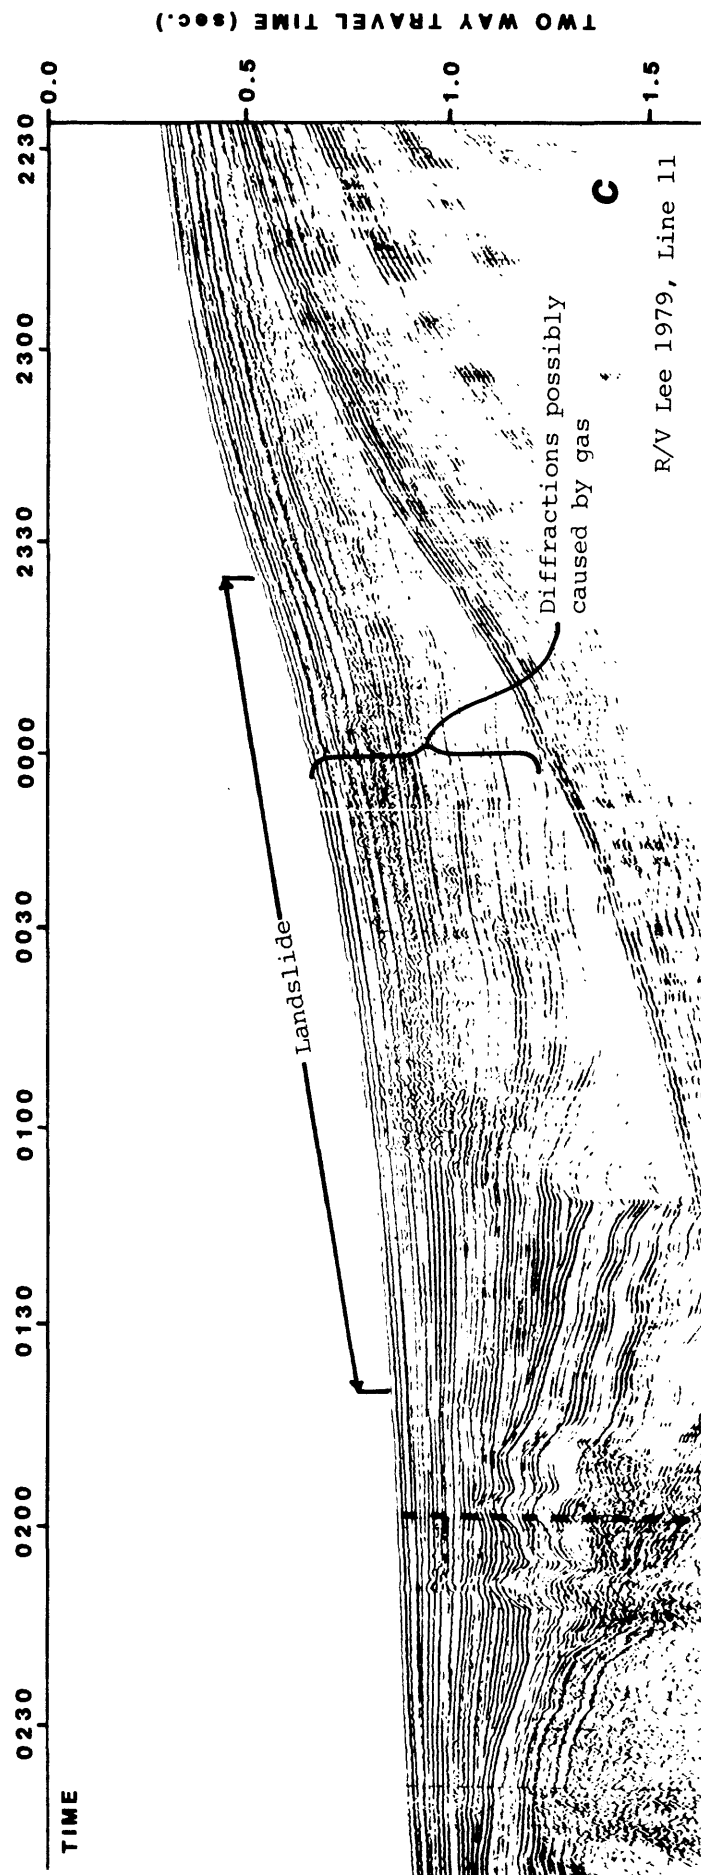 TIME
0230
0200
0130
0100
0030
0000
2330
2300
2230
0.0
0.5
1.0
1.5
TWO WAY TRAVEL TIME (sec.)
Landslide
Diffractions possibly
caused by gas
C
R/V Lee 1979, Line 11